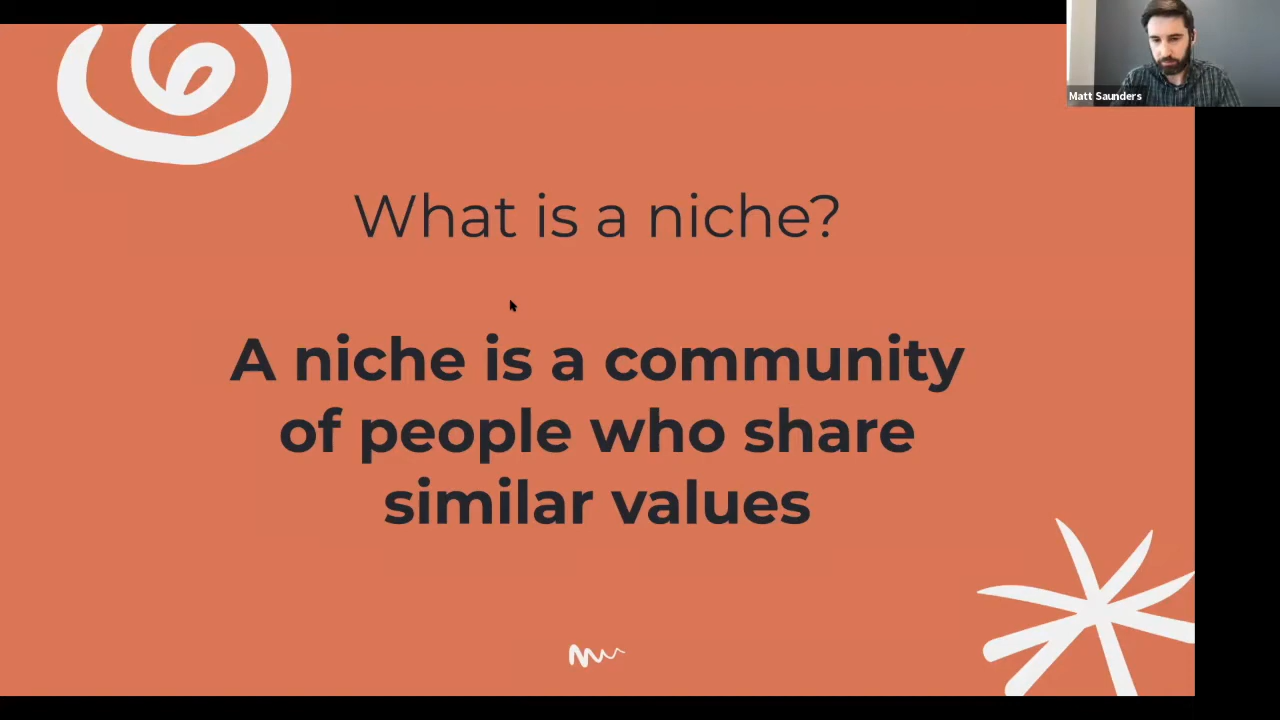 Matt Saunders
What is a niche?
A niche is a community
of people who share
similar values